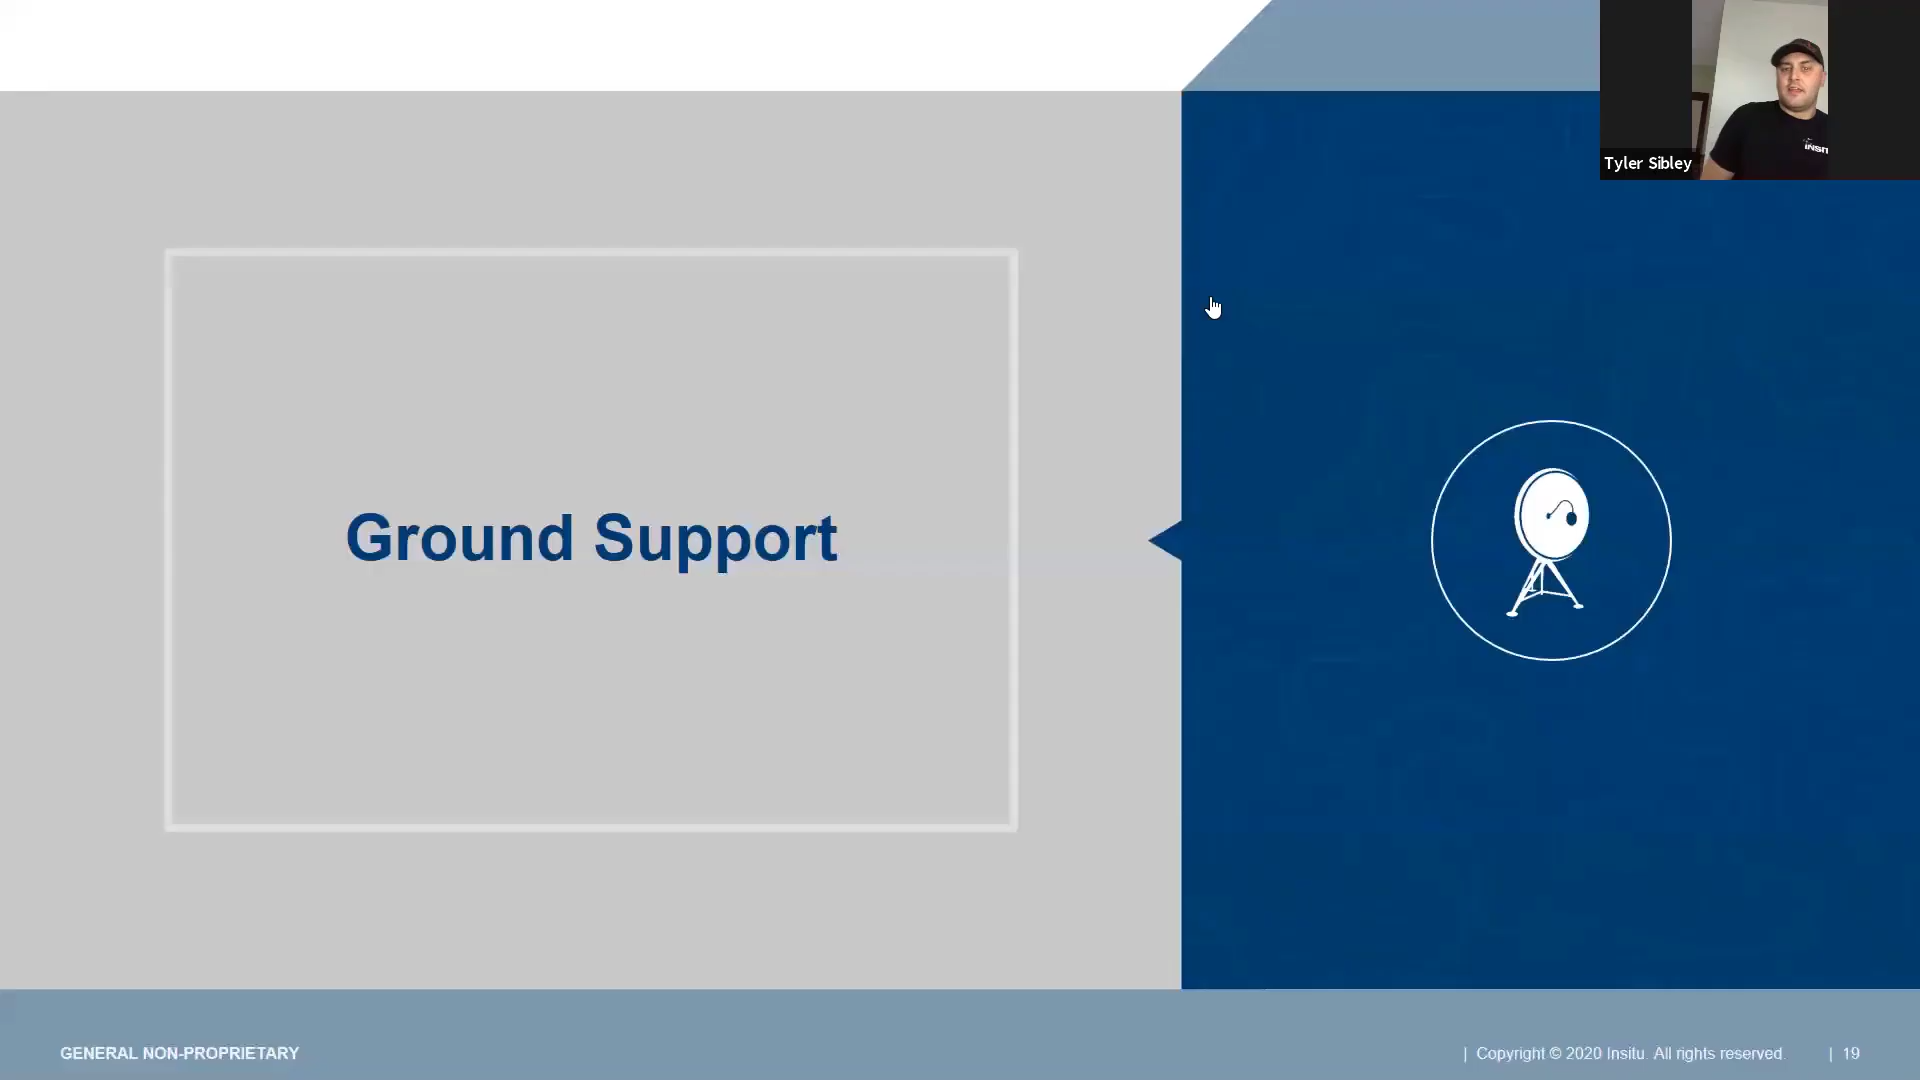 Tyler Sibley
Ground Support
GENERAL NON-PROPRIETARY
| Copyright © 2020 Insitu. All rights reserved. | 19